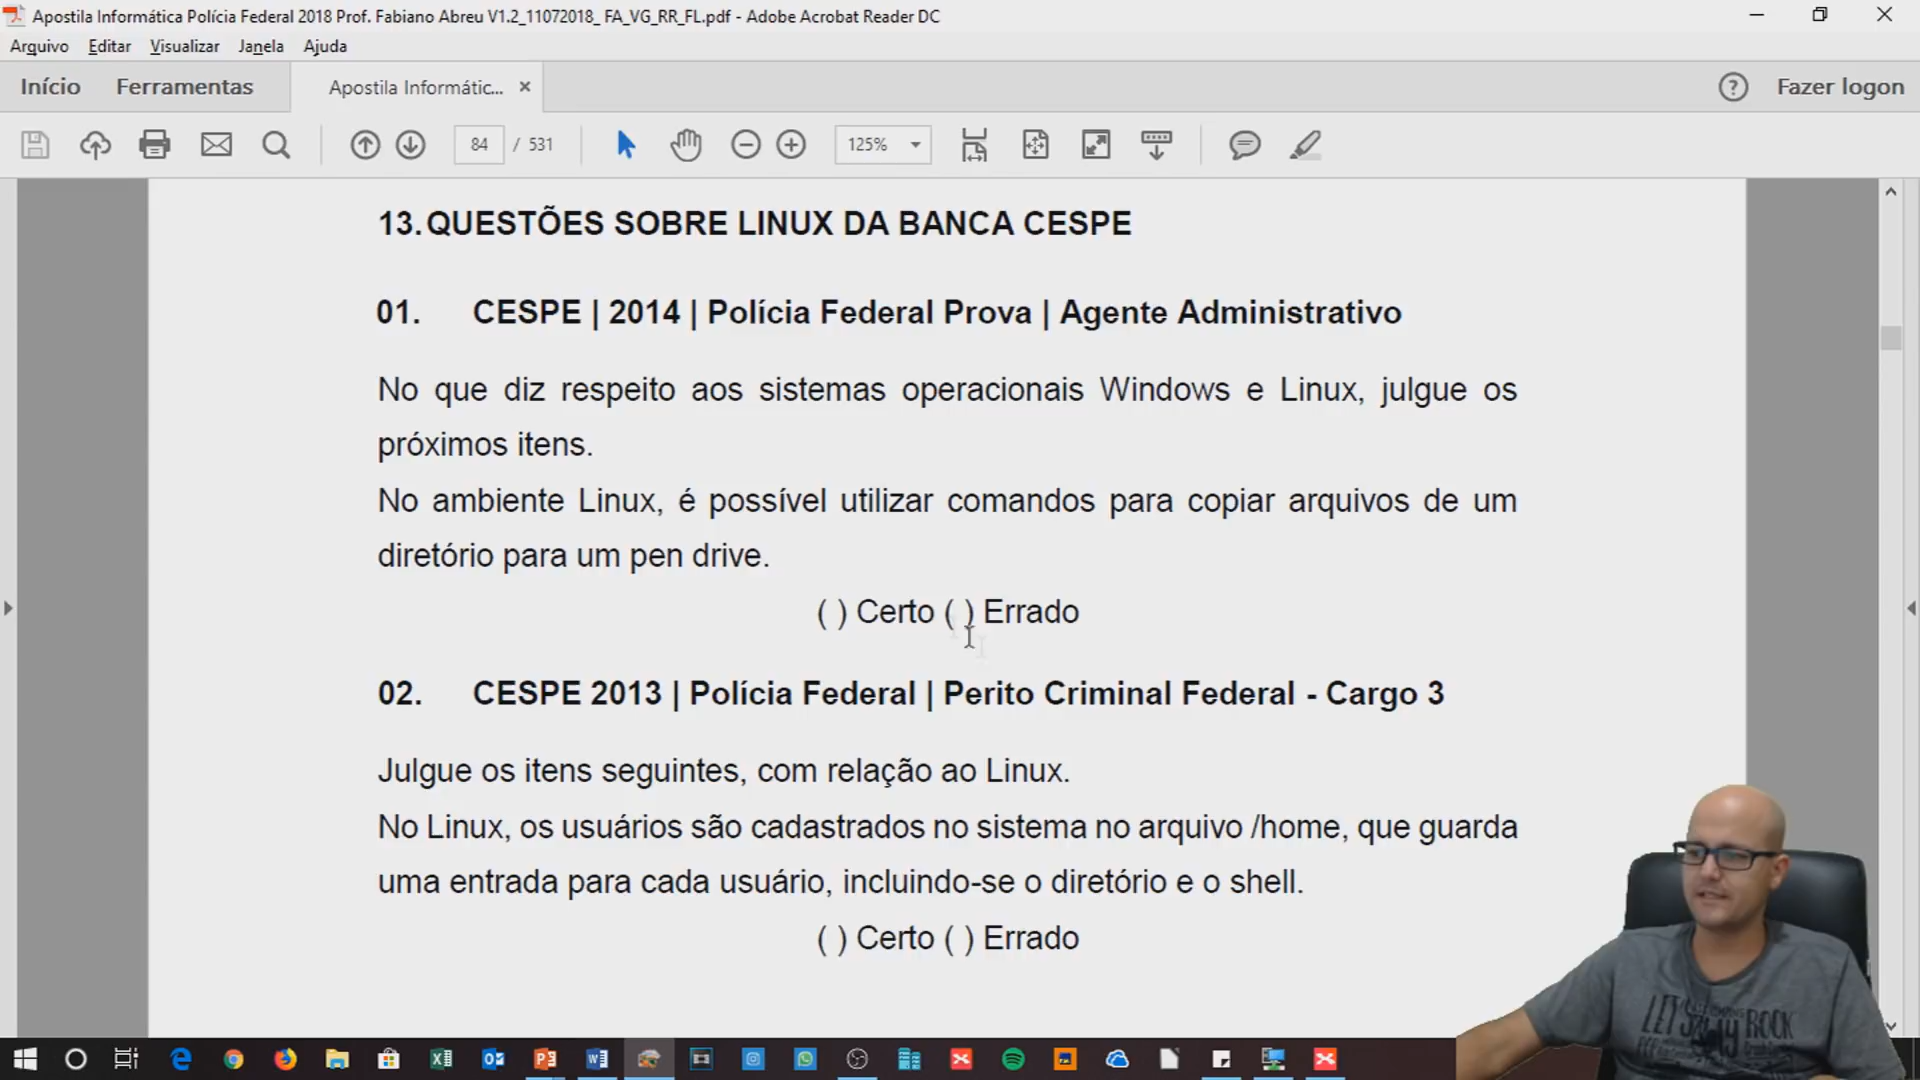 Apostila Informática Polícia Federal 2018 Prof. Fabiano Abreu V1.2_11072018_ FA_VG_RR_FL.pdf - Adobe Acrobat Reader DC
Arquivo Editar Visualizar Janela Ajuda
Início Ferramentas Apostila Informátic... × Fazer logon
84 / 531 125%
13. QUESTÕES SOBRE LINUX DA BANCA CESPE
01. CESPE | 2014 | Polícia Federal Prova | Agente Administrativo
No que diz respeito aos sistemas operacionais Windows e Linux, julgue os
próximos itens.
No ambiente Linux, é possível utilizar comandos para copiar arquivos de um
diretório para um pen drive.
( ) Certo ( ) Errado
02. CESPE 2013 | Polícia Federal | Perito Criminal Federal - Cargo 3
Julgue os itens seguintes, com relação ao Linux.
No Linux, os usuários são cadastrados no sistema no arquivo /home, que guarda
uma entrada para cada usuário, incluindo-se o diretório e o shell.
( ) Certo ( ) Errado
ROCK